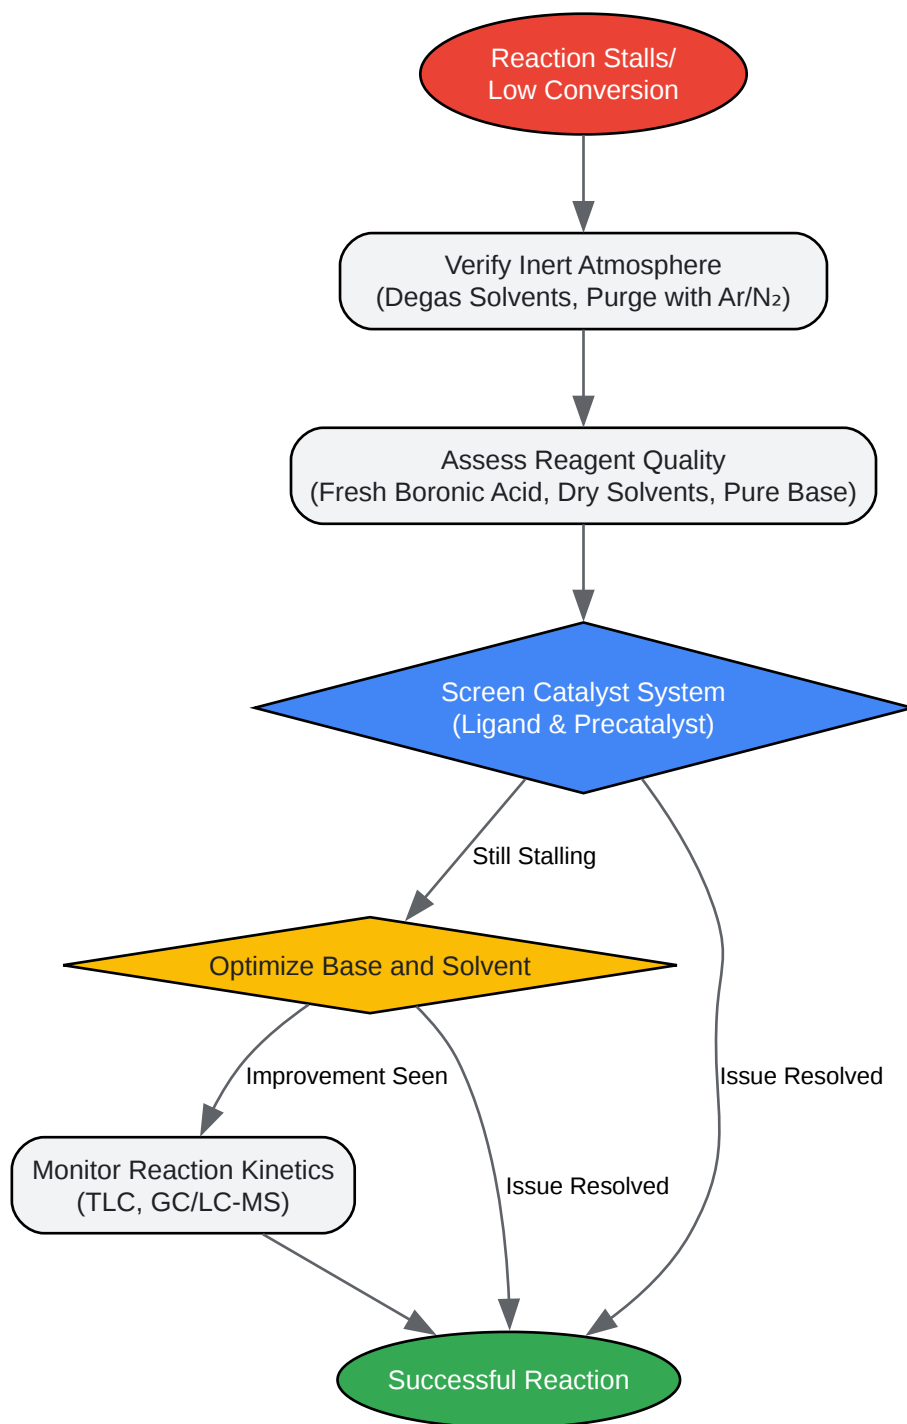 Reaction Stalls/
Low Conversion
Verify Inert Atmosphere
(Degas Solvents, Purge with Ar/N₂)
Assess Reagent Quality
(Fresh Boronic Acid, Dry Solvents, Pure Base)
Screen Catalyst System
(Ligand & Precatalyst)
Still Stalling
Optimize Base and Solvent
Improvement Seen
Issue Resolved
Monitor Reaction Kinetics
(TLC, GC/LC-MS)
Issue Resolved
Successful Reaction